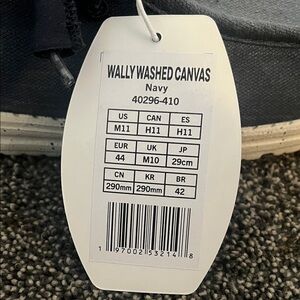 WALLY WASHED CANVAS
Navy
40296-410
US CAN ES
M11 H11 H11
EUR UK JP
44 M10 29cm
CN KR BR
290mm 290mm 42
1 97002 53214 8